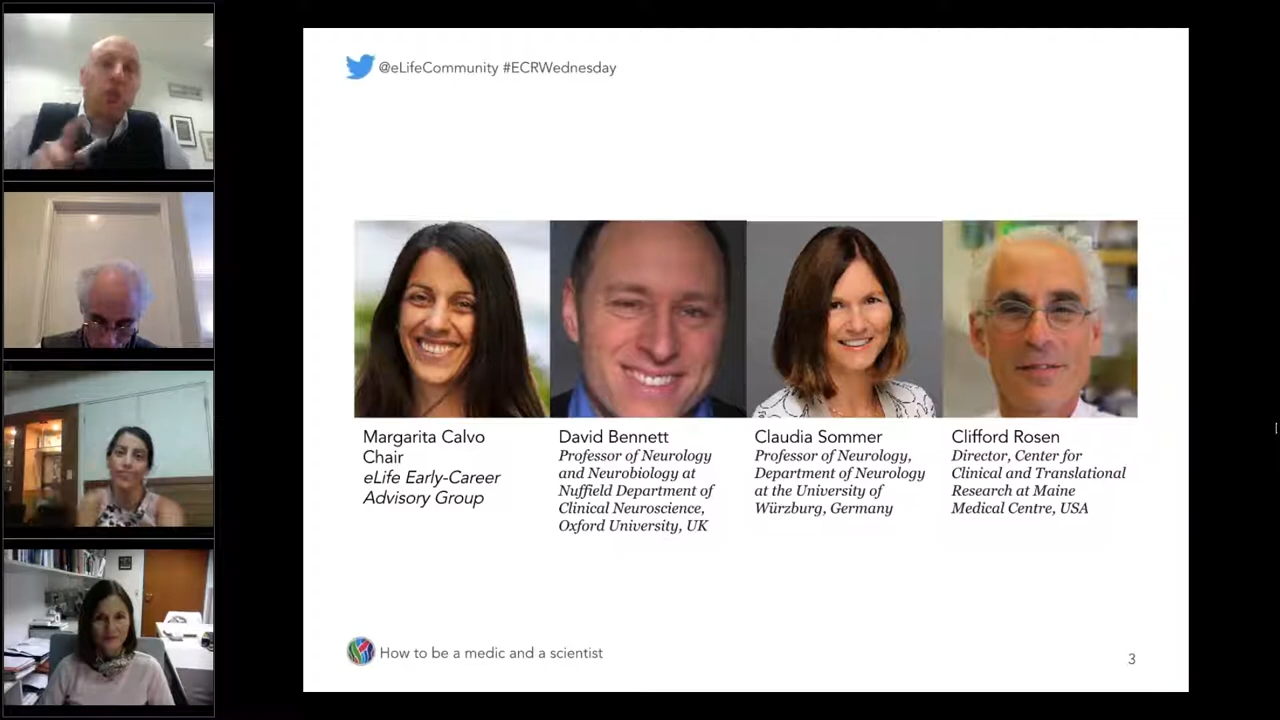 @eLifeCommunity #ECRWednesday
Margarita Calvo
Chair
eLife Early-Career
Advisory Group
David Bennett
Professor of Neurology
and Neurobiology at
Nuffield Department of
Clinical Neuroscience,
Oxford University, UK
Claudia Sommer
Professor of Neurology,
Department of Neurology
at the University of
Würzburg, Germany
Clifford Rosen
Director, Center for
Clinical and Translational
Research at Maine
Medical Centre, USA
How to be a medic and a scientist
3